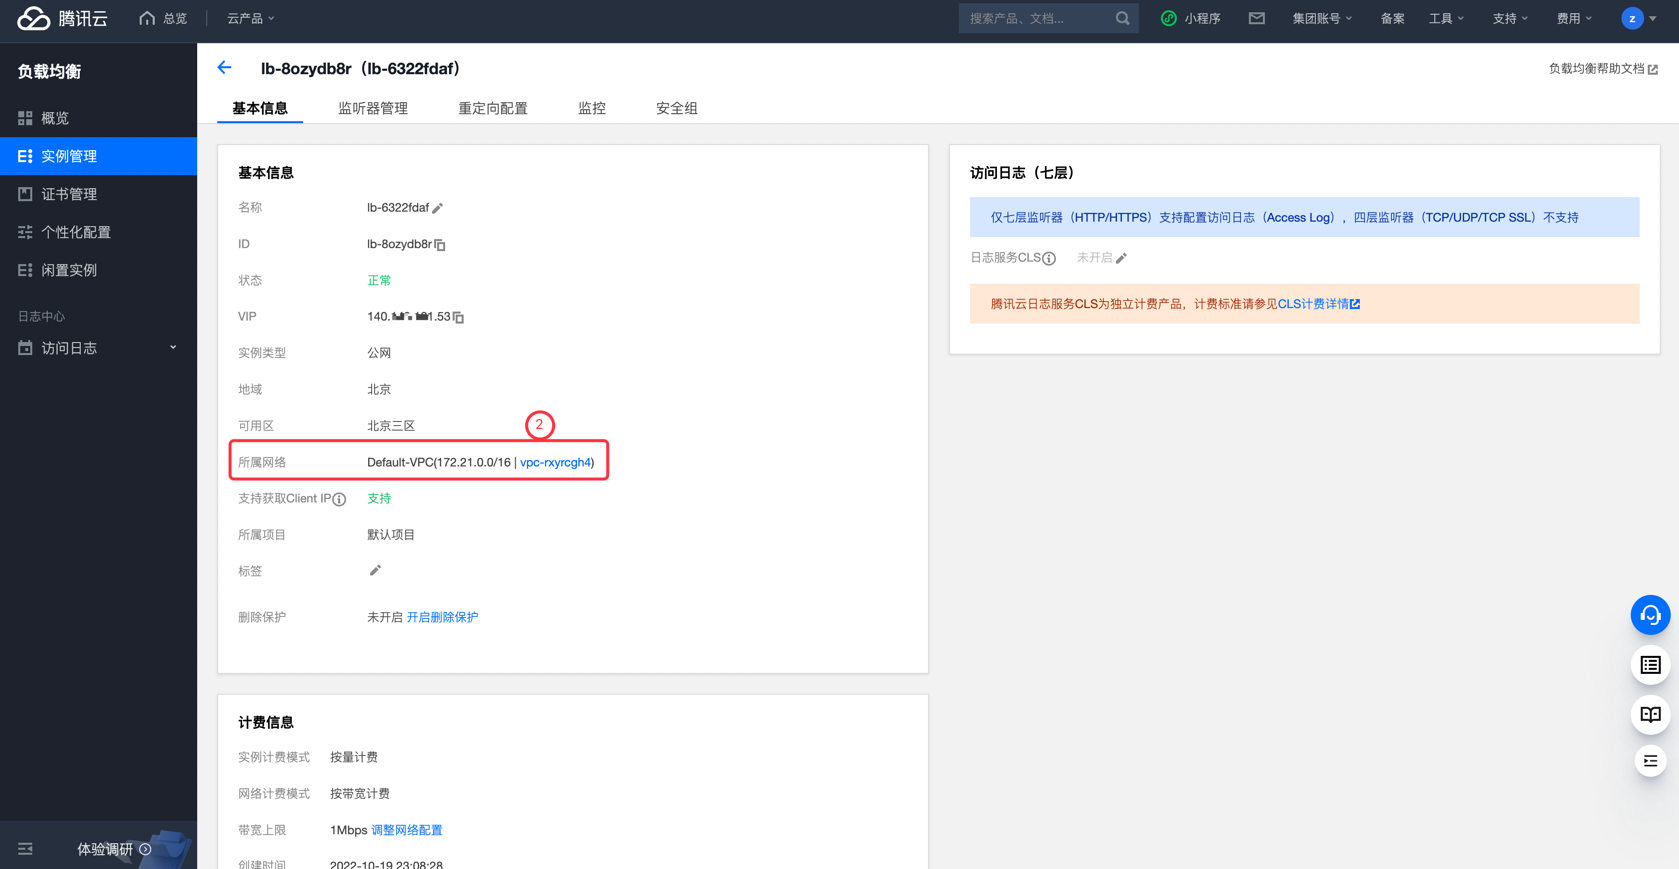 腾讯云 总览 云产品 搜索产品、文档... 小程序 集团账号 备案 工具 支持 费用 z
负载均衡
概览
实例管理
证书管理
个性化配置
闲置实例
日志中心
访问日志
体验调研
lb-8ozydb8r（lb-6322fdaf） 负载均衡帮助文档
基本信息 监听器管理 重定向配置 监控 安全组
基本信息
名称 lb-6322fdaf
ID lb-8ozydb8r
状态 正常
VIP 140. .53
实例类型 公网
地域 北京
可用区 北京三区 2
所属网络 Default-VPC(172.21.0.0/16 | vpc-rxyrcgh4)
支持获取Client IP 支持
所属项目 默认项目
标签
删除保护 未开启 开启删除保护
计费信息
实例计费模式 按量计费
网络计费模式 按带宽计费
带宽上限 1Mbps 调整网络配置
创建时间 2022-10-19 23:08:28
访问日志（七层）
仅七层监听器（HTTP/HTTPS）支持配置访问日志（Access Log），四层监听器（TCP/UDP/TCP SSL）不支持
日志服务CLS 未开启
腾讯云日志服务CLS为独立计费产品，计费标准请参见CLS计费详情